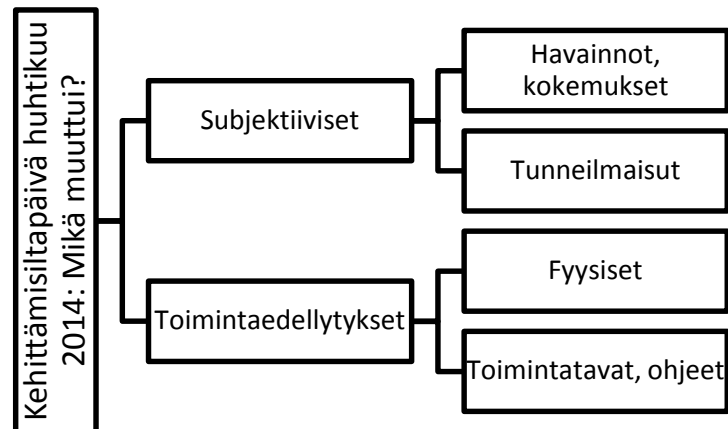 Kehittämisiltapäivä huhtikuu
2014: Mikä muuttui?
Subjektiiviset
Havainnot,
kokemukset
Tunneilmaisut
Toimintaedellytykset
Fyysiset
Toimintatavat, ohjeet